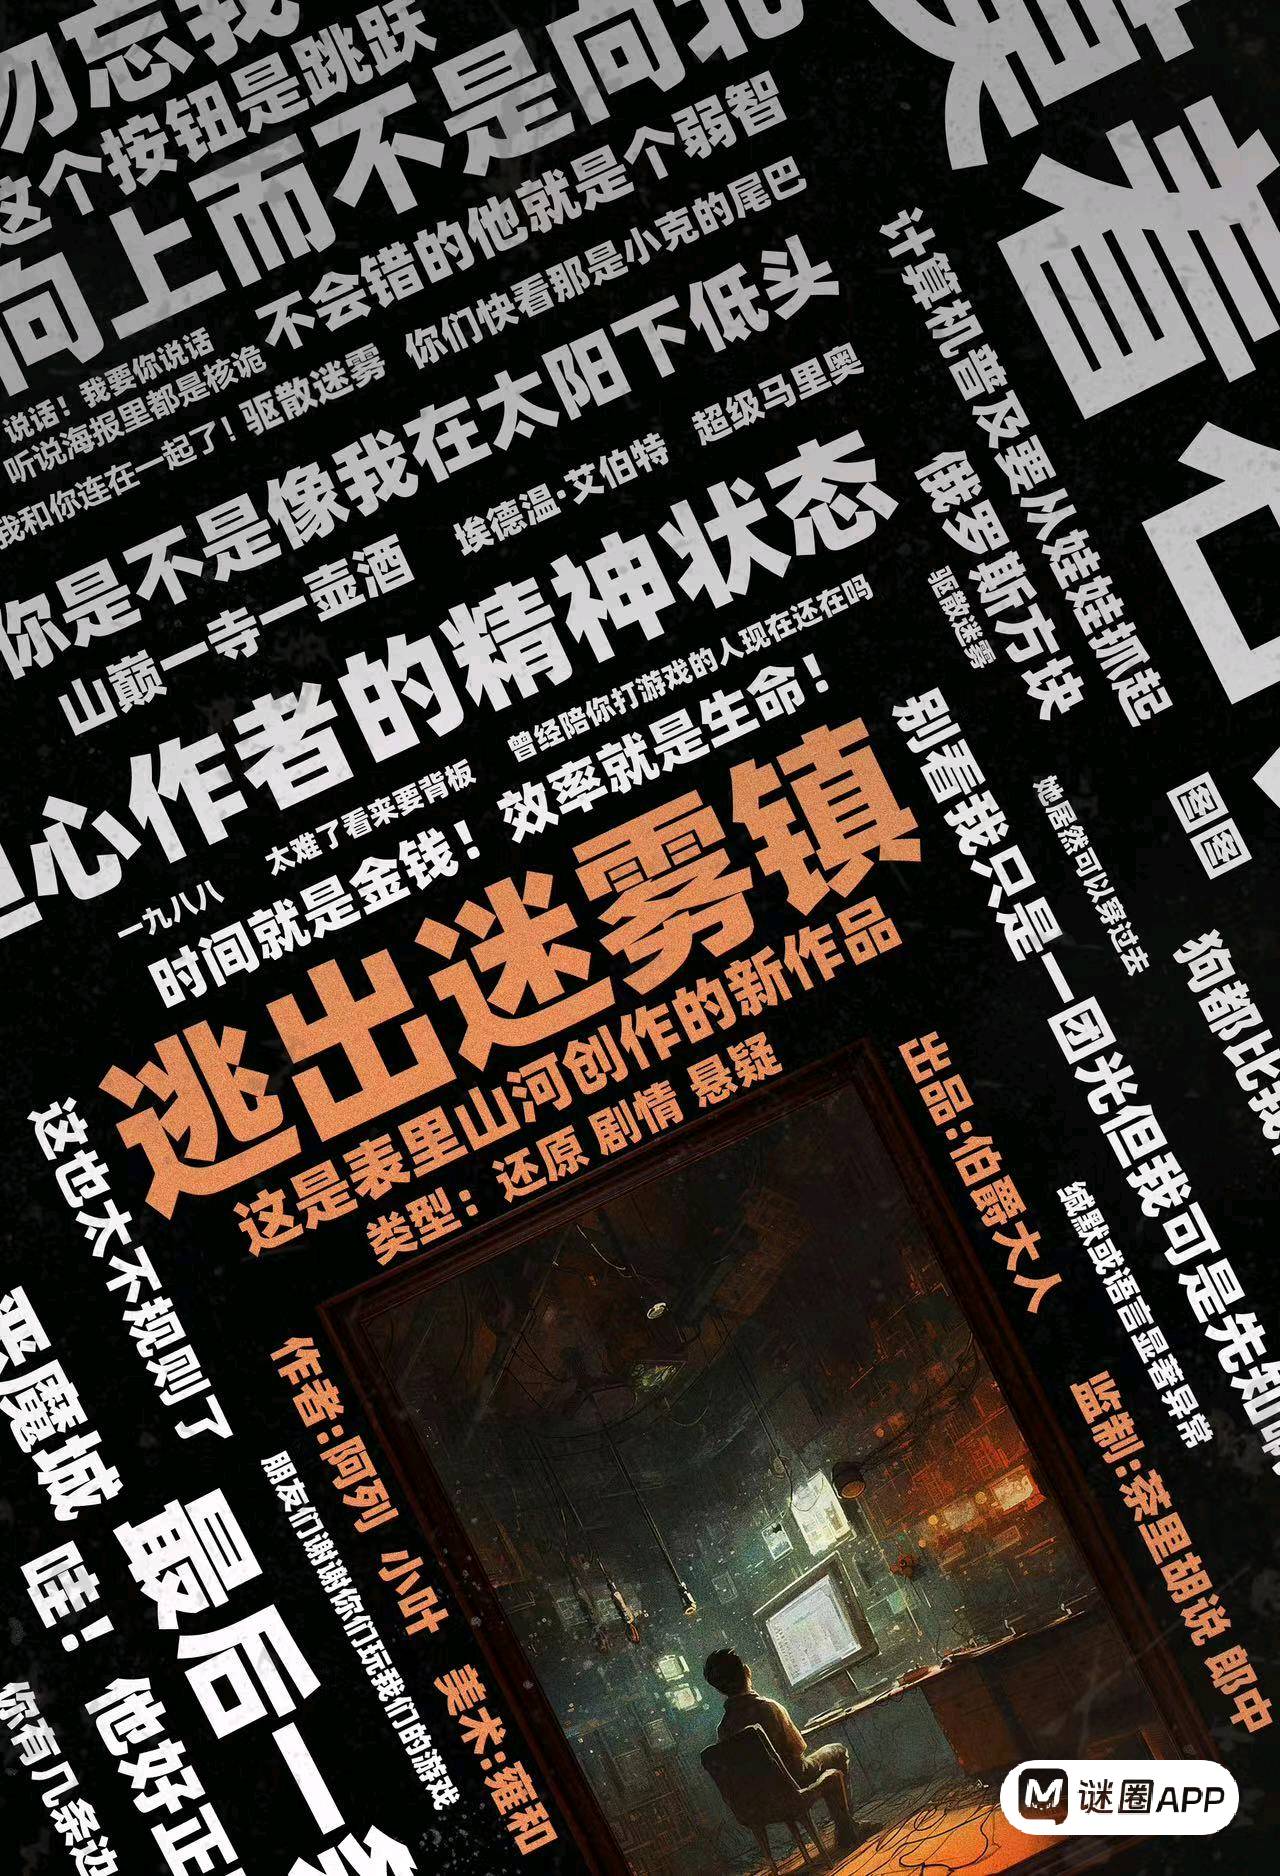 勿忘我
这个按钮是跳跃
向上而不是向北
说话！我要你说话
不会错的他就是个弱智
听说海报里都是核诡
我和你连在一起了！驱散迷雾
你们快看那是小克的尾巴
你是不是像我在太阳下低头
山巅一寺一壶酒
埃德温·艾伯特
超级马里奥
心作者的精神状态
一九八八
太难了看来要背板
曾经陪你打游戏的人现在还在吗
时间就是金钱！效率就是生命！
逃出迷雾镇
这是表里山河创作的新作品
类型：还原 剧情 悬疑
看
计算机普及要从娃娃抓起
俄罗斯方块
驱散迷雾
图图
她居然可以穿过去
别看我只是一团光但我可是先知
狗都比我
缄默或语言显著异常
出品:伯爵大人
监制:奈里胡说 郎中
作者:阿列 小叶
美术:雍和
朋友们谢谢你们玩我们的游戏
这也太不规则了
恶魔城
最后一
哇！他好正
你有几条边
谜圈APP